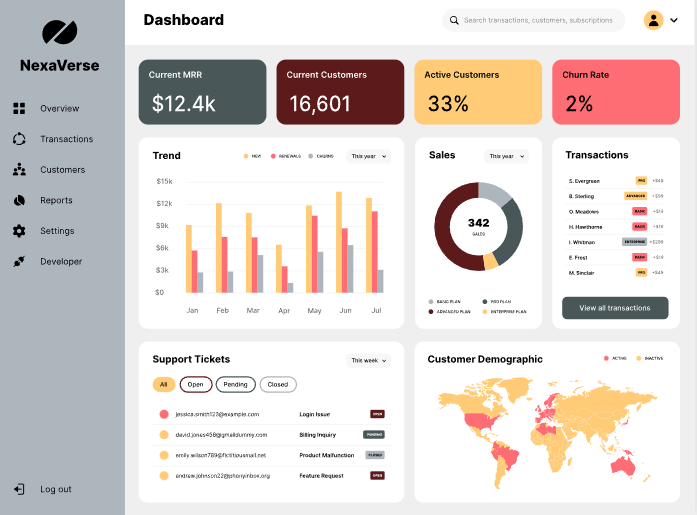 NexaVerse
Overview
Transactions
Customers
Reports
Settings
Developer
Log out
Dashboard
Search transactions, customers, subscriptions
Current MRR
$12.4k
Current Customers
16,601
Active Customers
33%
Churn Rate
2%
Trend
NEW RENEWALS CHURNS
This year
$15k
$12k
$9k
$6k
$3k
$0
Jan Feb Mar Apr May Jun Jul
Sales
This year
342
SALES
BASIC PLAN PRO PLAN
ADVANCED PLAN ENTERPRISE PLAN
Transactions
S. Evergreen PRO +$49
B. Sterling ADVANCED +$99
O. Meadows BASIC +$19
H. Hawthorne BASIC +$19
I. Whitman ENTERPRISE +$299
E. Frost BASIC +$19
M. Sinclair PRO +$49
View all transactions
Support Tickets
This week
All Open Pending Closed
jessica.smith123@example.com Login Issue OPEN
david.jones456@gmaildummy.com Billing Inquiry PENDING
emily.wilson789@fictitiousmail.net Product Malfunction CLOSED
andrew.johnson22@phonyinbox.org Feature Request OPEN
Customer Demographic
ACTIVE INACTIVE